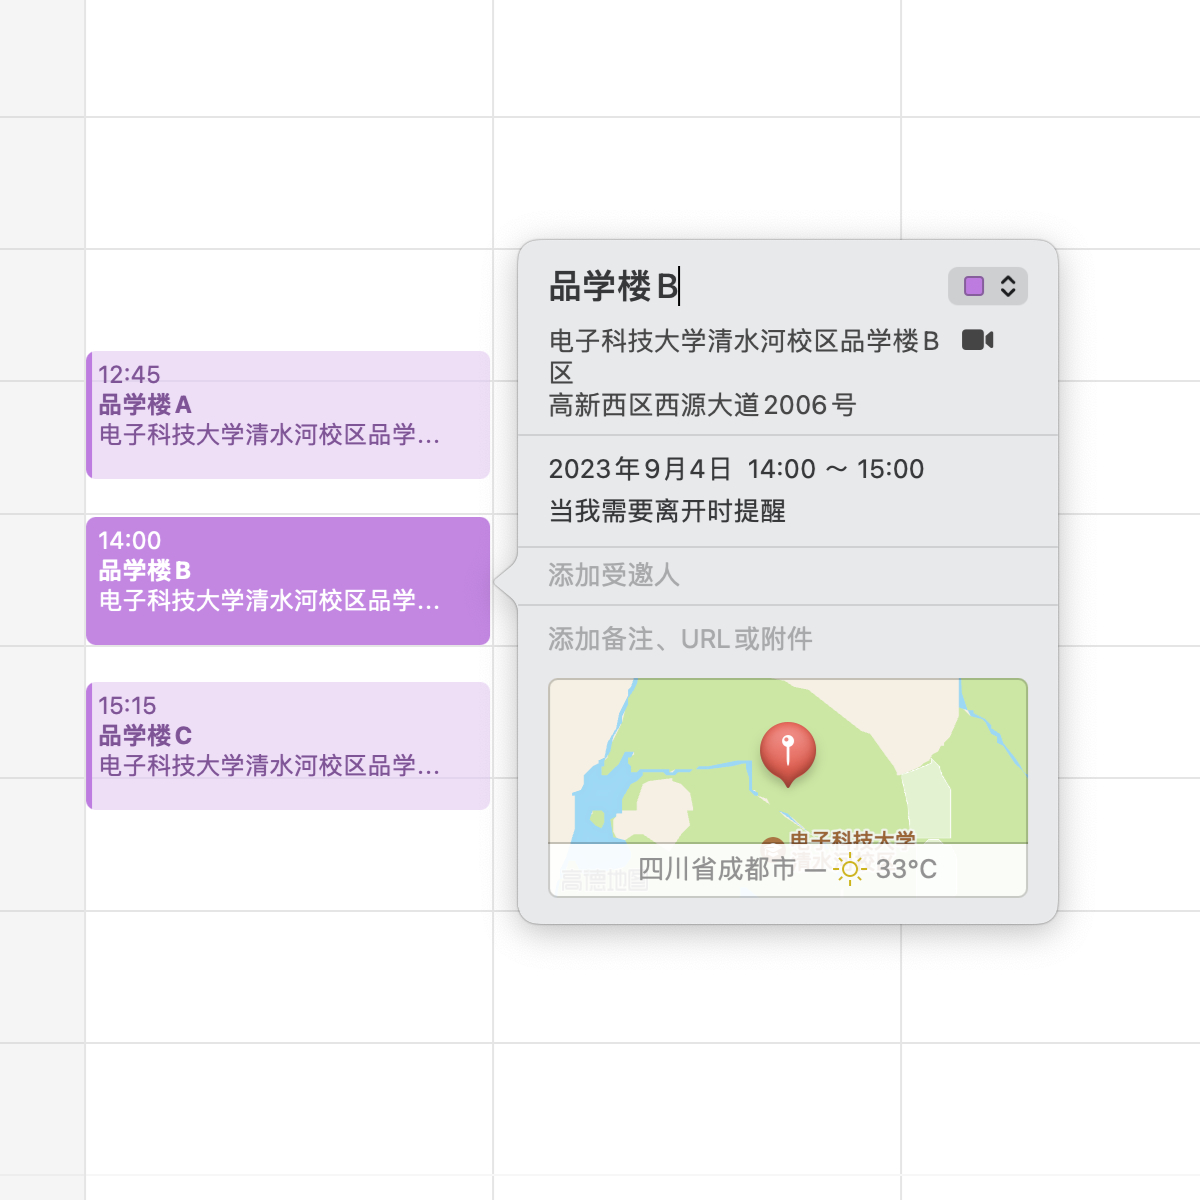 12:45
品学楼 A
电子科技大学清水河校区品学…
14:00
品学楼 B
电子科技大学清水河校区品学…
15:15
品学楼 C
电子科技大学清水河校区品学…
品学楼 B
电子科技大学清水河校区品学楼 B
区
高新西区西源大道 2006 号
2023 年 9 月 4 日 14:00 ～ 15:00
当我需要离开时提醒
添加受邀人
添加备注、URL 或附件
电子科技大学
清水河校区
四川省成都市 — 33°C
高德地图